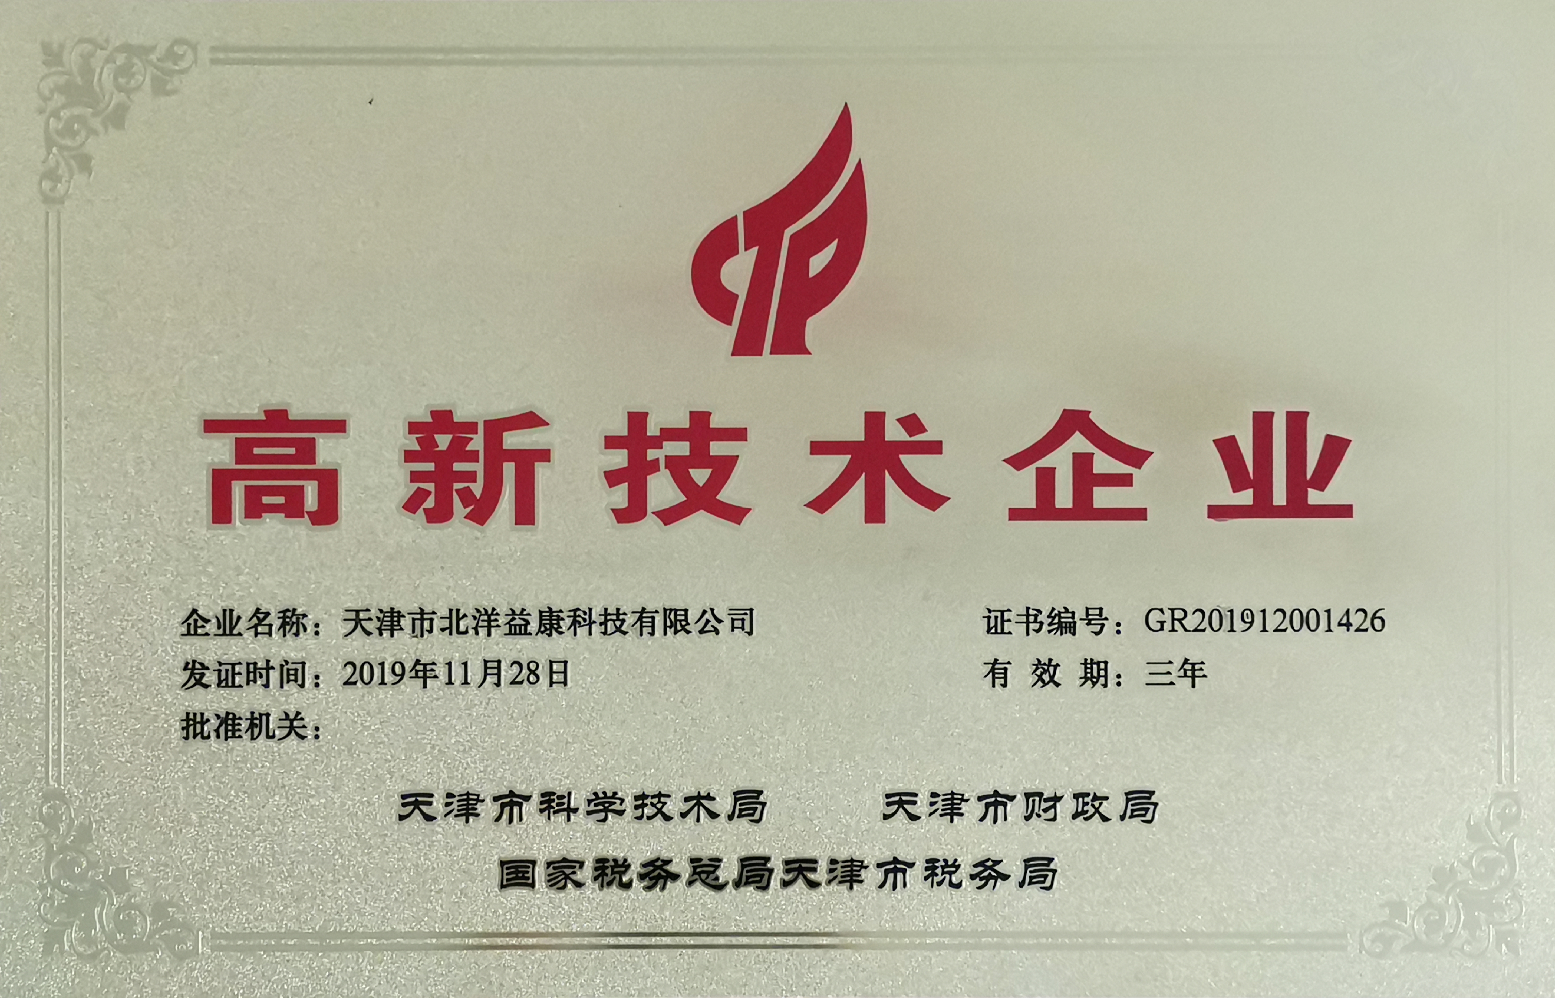 CTP
高新技术企业
企业名称：天津市北洋益康科技有限公司
证书编号：GR201912001426
发证时间：2019年11月28日
有效期：三年
批准机关：
天津市科学技术局 天津市财政局
国家税务总局天津市税务局